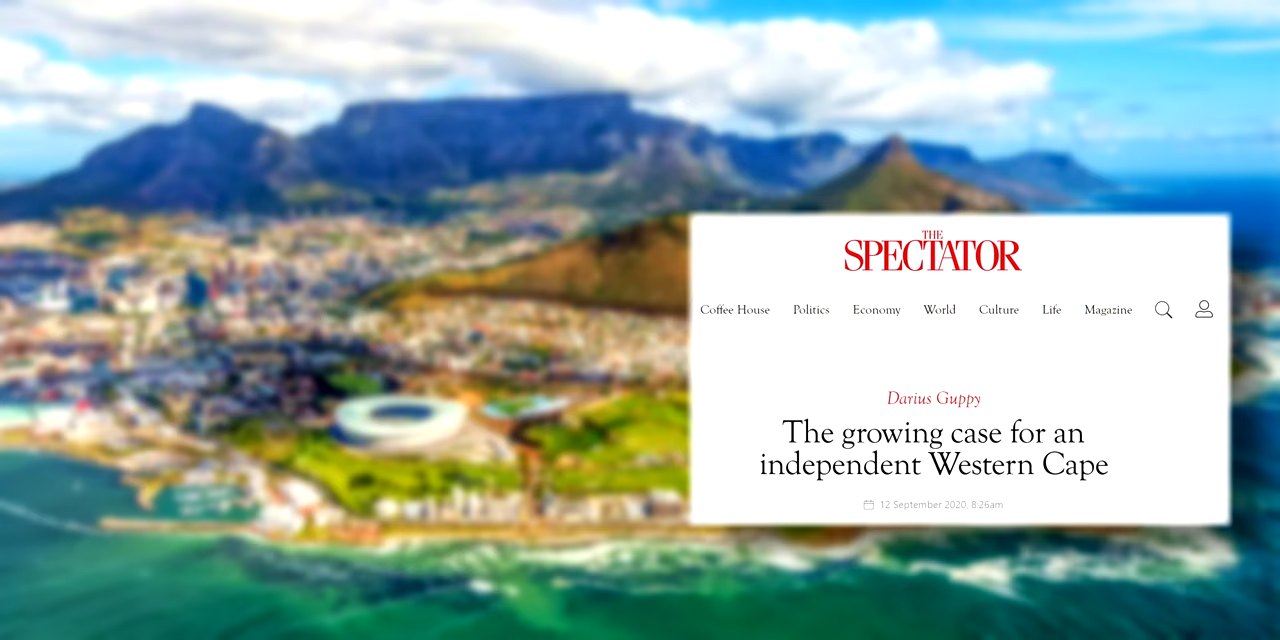 THE
SPECTATOR
Coffee House Politics Economy World Culture Life Magazine
Darius Guppy
The growing case for an
independent Western Cape
12 September 2020, 8:26am